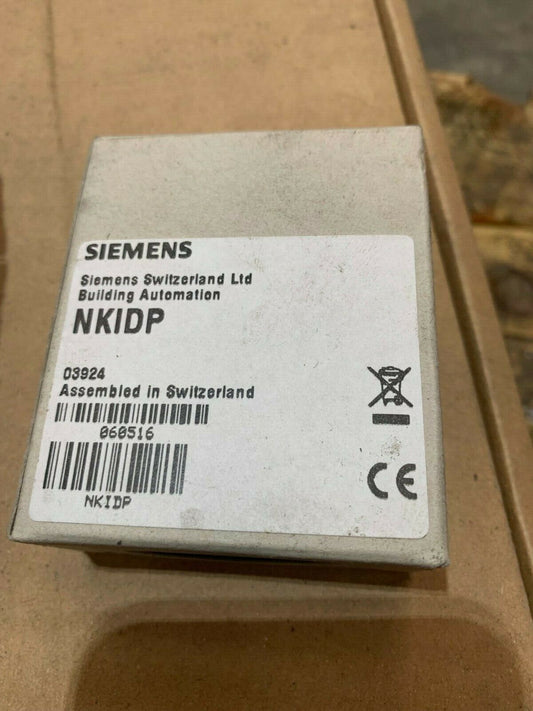 SIEMENS
Siemens Switzerland Ltd
Building Automation
NKIDP
03924
Assembled in Switzerland
060516
NKIDP
CE